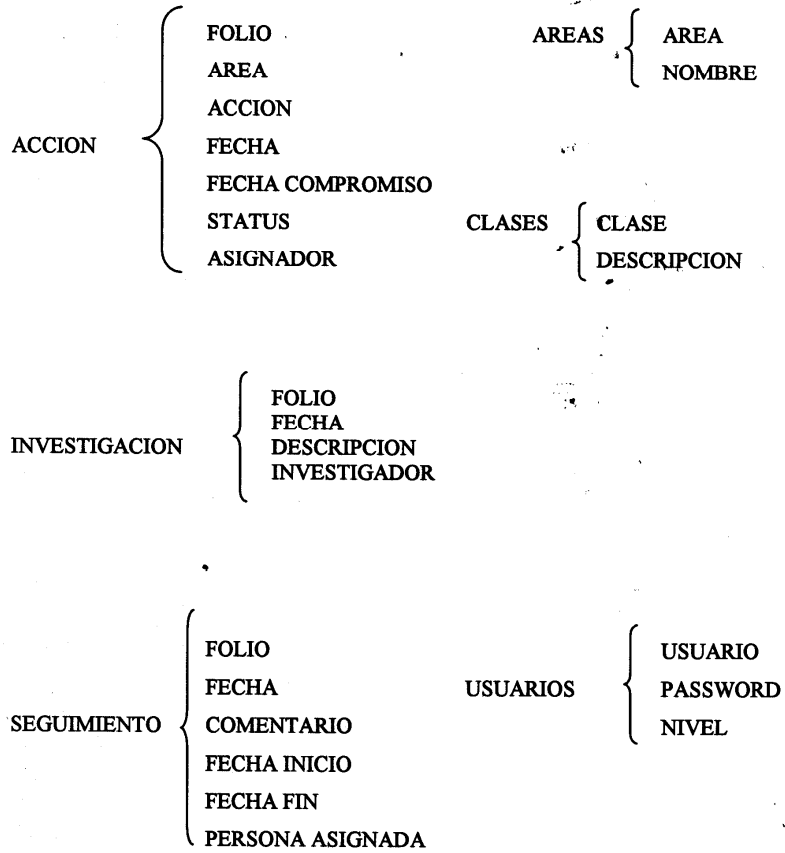 ACCION
FOLIO
AREA
ACCION
FECHA
FECHA COMPROMISO
STATUS
ASIGNADOR
AREAS
AREA
NOMBRE
CLASES
CLASE
DESCRIPCION
INVESTIGACION
FOLIO
FECHA
DESCRIPCION
INVESTIGADOR
SEGUIMIENTO
FOLIO
FECHA
COMENTARIO
FECHA INICIO
FECHA FIN
PERSONA ASIGNADA
USUARIOS
USUARIO
PASSWORD
NIVEL